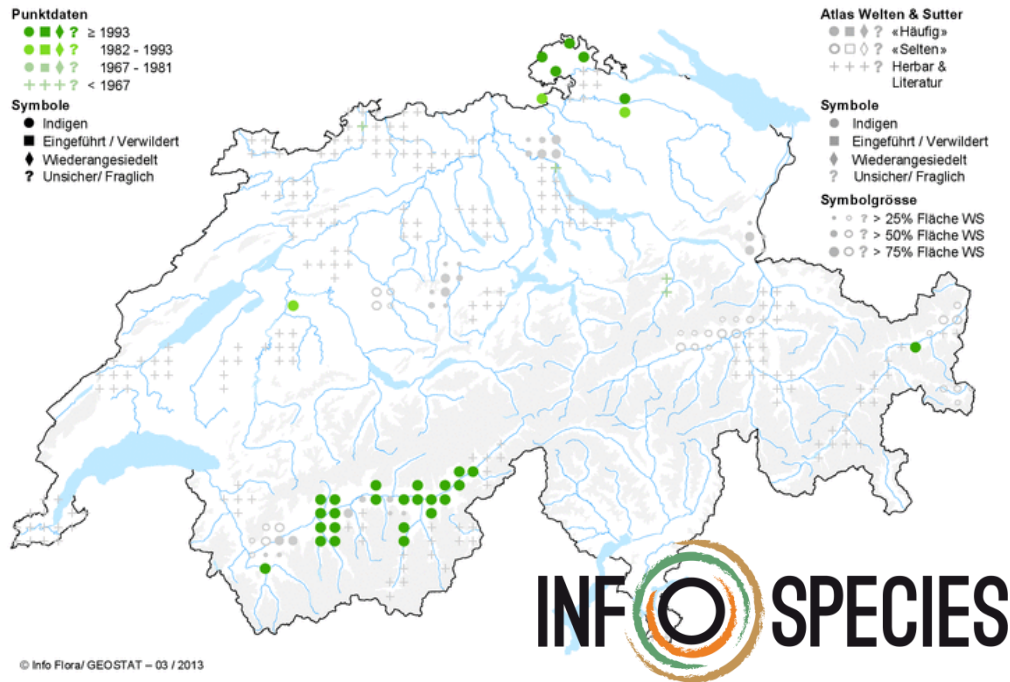 Punktdaten
≥ 1993
1982 - 1993
1967 - 1981
< 1967
Symbole
Indigen
Eingeführt / Verwildert
Wiederangesiedelt
? Unsicher/ Fraglich
Atlas Welten & Sutter
«Häufig»
«Selten»
Herbar &
Literatur
Symbole
Indigen
Eingeführt / Verwildert
Wiederangesiedelt
? Unsicher/ Fraglich
Symbolgrösse
? > 25% Fläche WS
? > 50% Fläche WS
? > 75% Fläche WS
INFO SPECIES
© Info Flora/ GEOSTAT – 03 / 2013